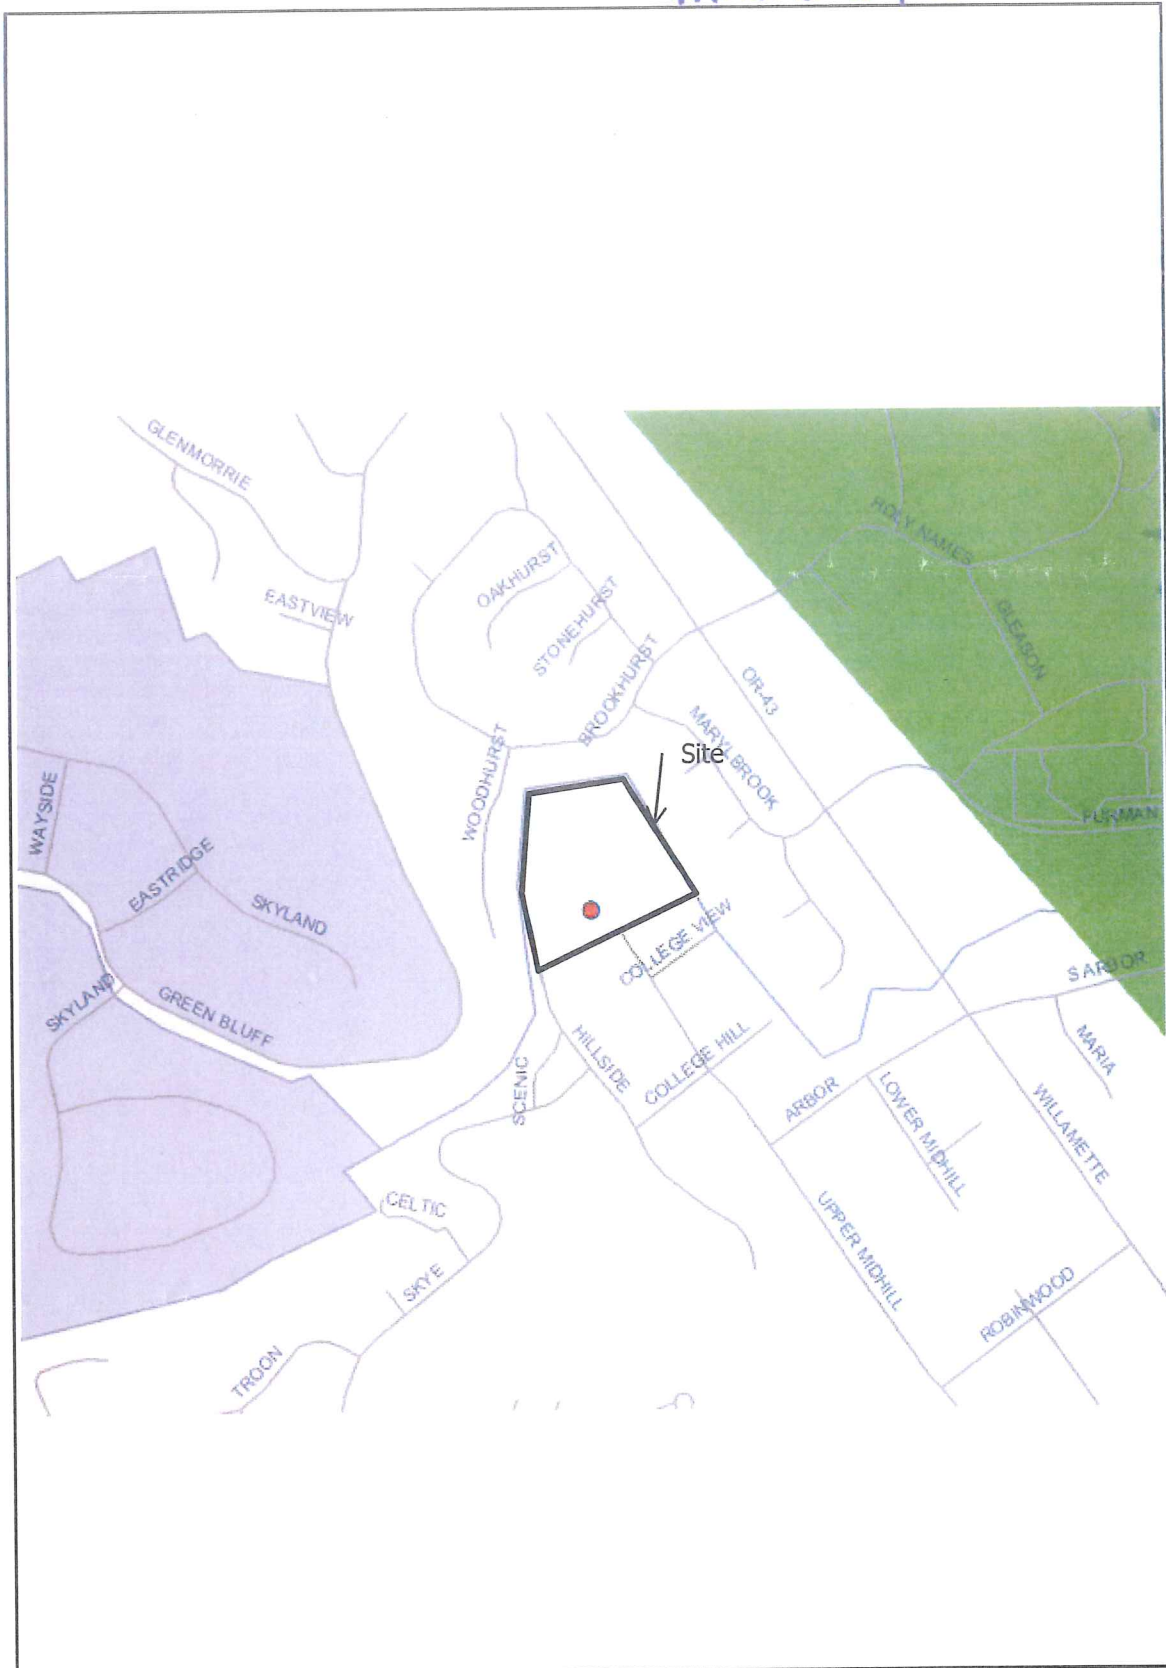 GLENMORRIE
HOLY NAMES
OAKHURST
EASTVIEW
STONEHURST
GLEASON
BROOKHURST
OR-43
MARYLBROOK
Site
WOODHURST
WAYSIDE
FURMAN
EASTRIDGE
SKYLAND
COLLEGE VIEW
SARBOR
SKYLAND
GREEN BLUFF
HILLSIDE
MARIA
COLLEGE HILL
SCENIC
ARBOR
LOWER MIDHILL
WILLAMETTE
CELTIC
UPPER MIDHILL
SKYE
ROBINWOOD
TROON